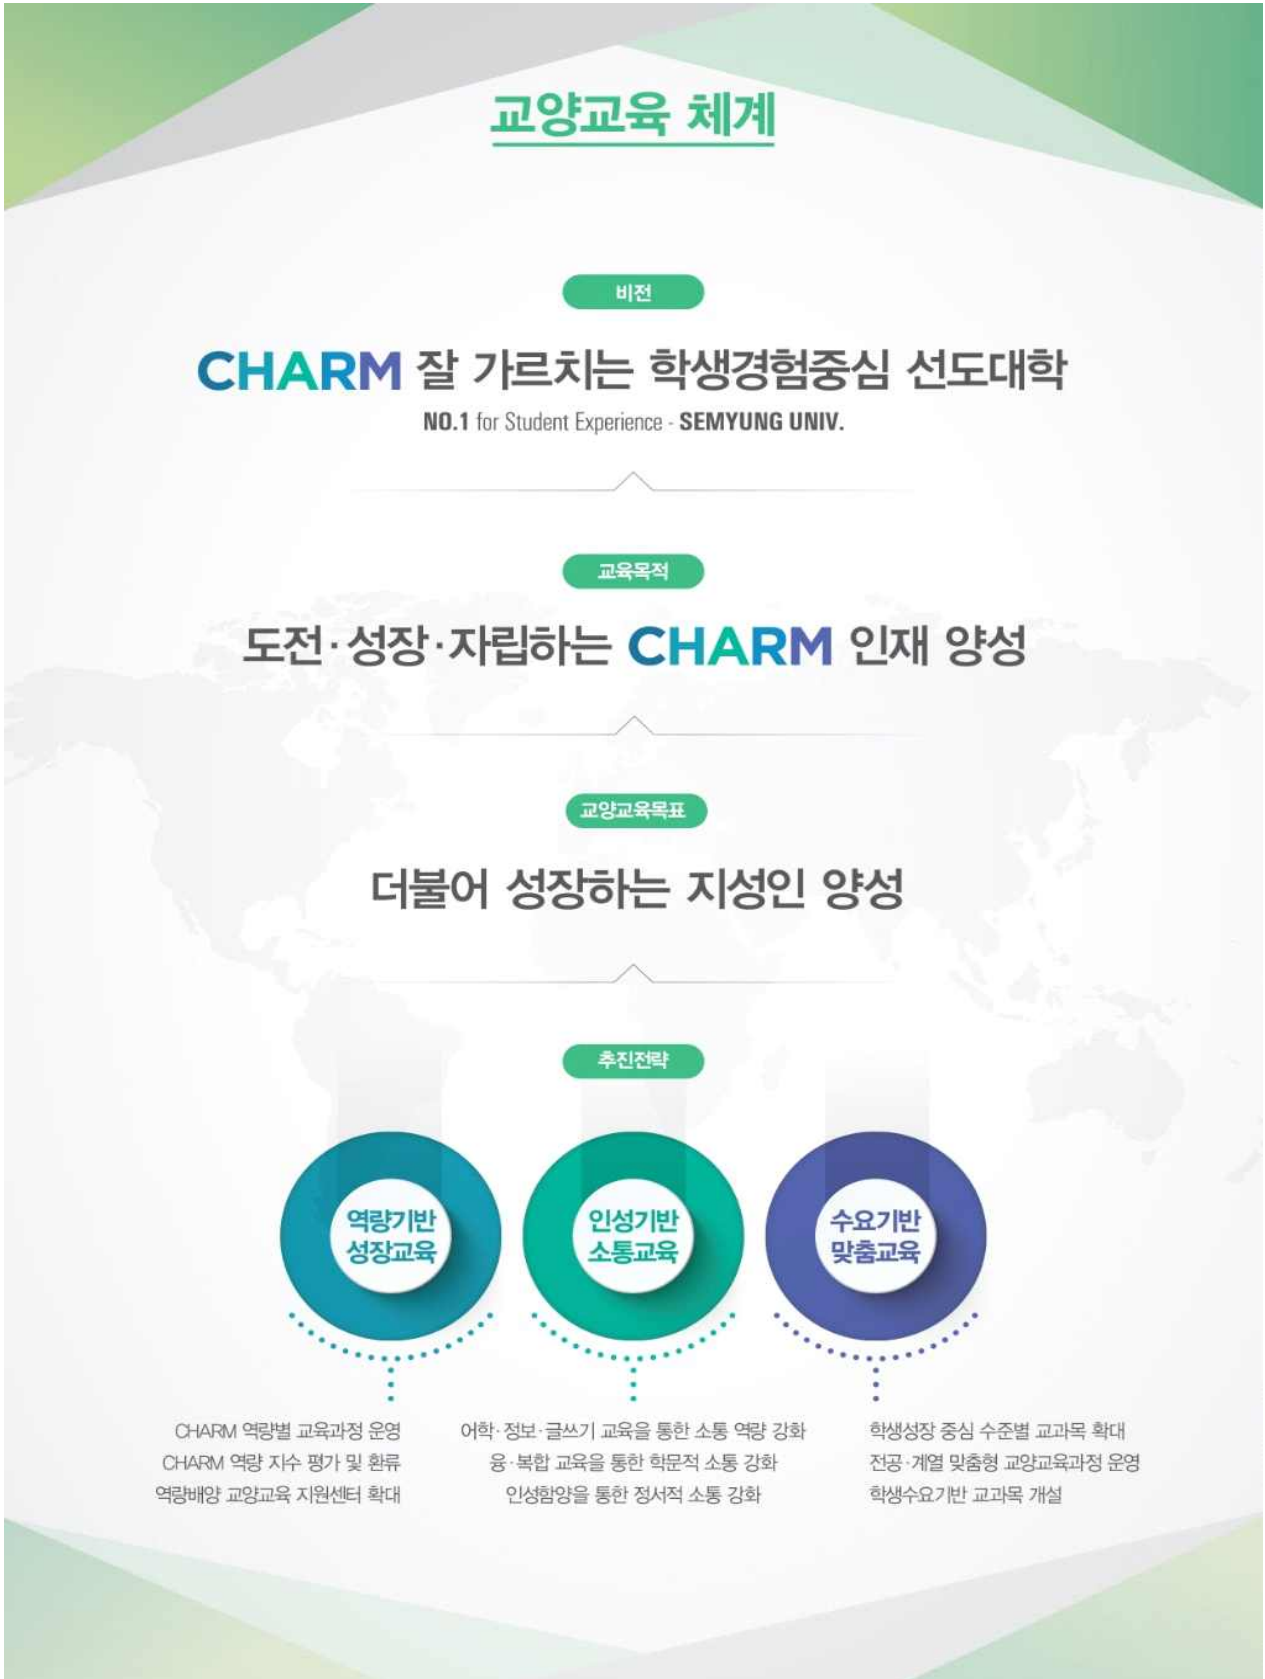 교양교육 체계
비전
CHARM 잘 가르치는 학생경험중심 선도대학
NO.1 for Student Experience - SEMYUNG UNIV.
교육목적
도전·성장·자립하는 CHARM 인재 양성
교양교육목표
더불어 성장하는 지성인 양성
추진전략
역량기반
성장교육
CHARM 역량별 교육과정 운영
CHARM 역량 지수 평가 및 환류
역량배양 교양교육 지원센터 확대
인성기반
소통교육
어학·정보·글쓰기 교육을 통한 소통 역량 강화
융·복합 교육을 통한 학문적 소통 강화
인성함양을 통한 정서적 소통 강화
수요기반
맞춤교육
학생성장 중심 수준별 교과목 확대
전공·계열 맞춤형 교양교육과정 운영
학생수요기반 교과목 개설